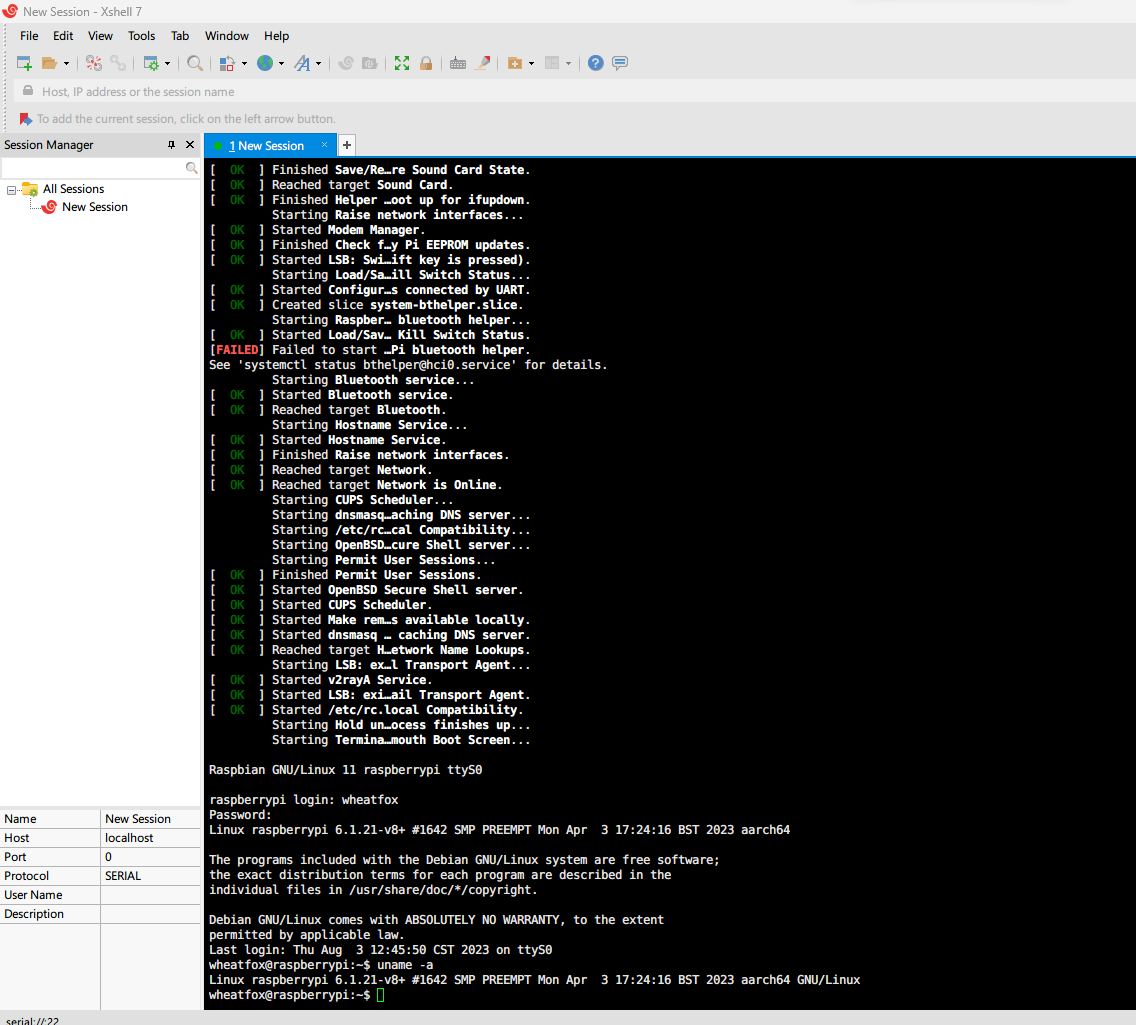 New Session - Xshell 7
File Edit View Tools Tab Window Help
Host, IP address or the session name
To add the current session, click on the left arrow button.
Session Manager
All Sessions
New Session
Name New Session
Host localhost
Port 0
Protocol SERIAL
User Name
Description
1 New Session
[  OK  ] Finished Save/Re…re Sound Card State.
[  OK  ] Reached target Sound Card.
[  OK  ] Finished Helper …oot up for ifupdown.
         Starting Raise network interfaces...
[  OK  ] Started Modem Manager.
[  OK  ] Finished Check f…y Pi EEPROM updates.
[  OK  ] Started LSB: Swi…ift key is pressed).
         Starting Load/Sa…ill Switch Status...
[  OK  ] Started Configur…s connected by UART.
[  OK  ] Created slice system-bthelper.slice.
         Starting Raspber… bluetooth helper...
[  OK  ] Started Load/Sav… Kill Switch Status.
[FAILED] Failed to start …Pi bluetooth helper.
See 'systemctl status bthelper@hci0.service' for details.
         Starting Bluetooth service...
[  OK  ] Started Bluetooth service.
[  OK  ] Reached target Bluetooth.
         Starting Hostname Service...
[  OK  ] Started Hostname Service.
[  OK  ] Finished Raise network interfaces.
[  OK  ] Reached target Network.
[  OK  ] Reached target Network is Online.
         Starting CUPS Scheduler...
         Starting dnsmasq…aching DNS server...
         Starting /etc/rc…cal Compatibility...
         Starting OpenBSD…cure Shell server...
         Starting Permit User Sessions...
[  OK  ] Finished Permit User Sessions.
[  OK  ] Started OpenBSD Secure Shell server.
[  OK  ] Started CUPS Scheduler.
[  OK  ] Started Make rem…s available locally.
[  OK  ] Started dnsmasq … caching DNS server.
[  OK  ] Reached target H…etwork Name Lookups.
         Starting LSB: ex…l Transport Agent...
[  OK  ] Started v2rayA Service.
[  OK  ] Started LSB: exi…ail Transport Agent.
[  OK  ] Started /etc/rc.local Compatibility.
         Starting Hold un…ocess finishes up...
         Starting Termina…mouth Boot Screen...
Raspbian GNU/Linux 11 raspberrypi ttyS0
raspberrypi login: wheatfox
Password:
Linux raspberrypi 6.1.21-v8+ #1642 SMP PREEMPT Mon Apr  3 17:24:16 BST 2023 aarch64
The programs included with the Debian GNU/Linux system are free software;
the exact distribution terms for each program are described in the
individual files in /usr/share/doc/*/copyright.
Debian GNU/Linux comes with ABSOLUTELY NO WARRANTY, to the extent
permitted by applicable law.
Last login: Thu Aug  3 12:45:50 CST 2023 on ttyS0
wheatfox@raspberrypi:~$ uname -a
Linux raspberrypi 6.1.21-v8+ #1642 SMP PREEMPT Mon Apr  3 17:24:16 BST 2023 aarch64 GNU/Linux
wheatfox@raspberrypi:~$
serial://:22